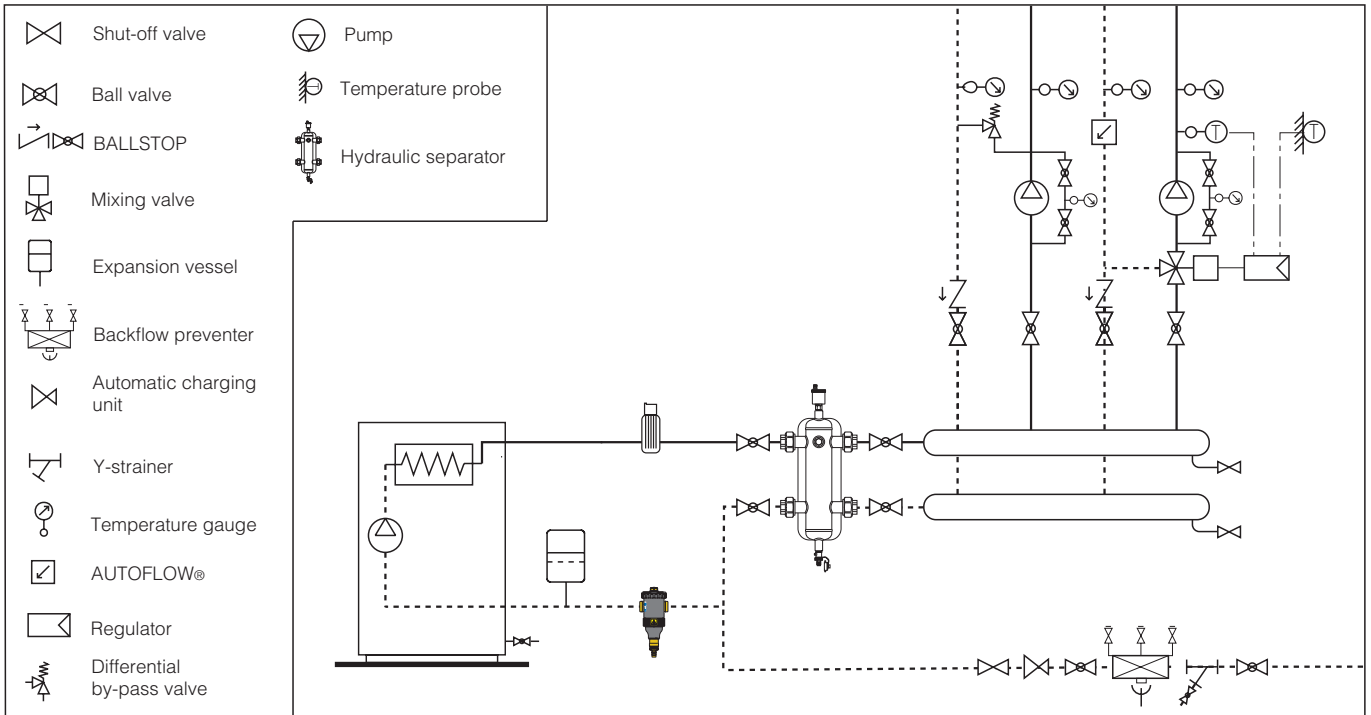 Shut-off valve
Ball valve
BALLSTOP
Mixing valve
Expansion vessel
Backflow preventer
Automatic charging
unit
Y-strainer
Temperature gauge
AUTOFLOW®
Regulator
Differential
by-pass valve
Pump
Temperature probe
Hydraulic separator
T
T